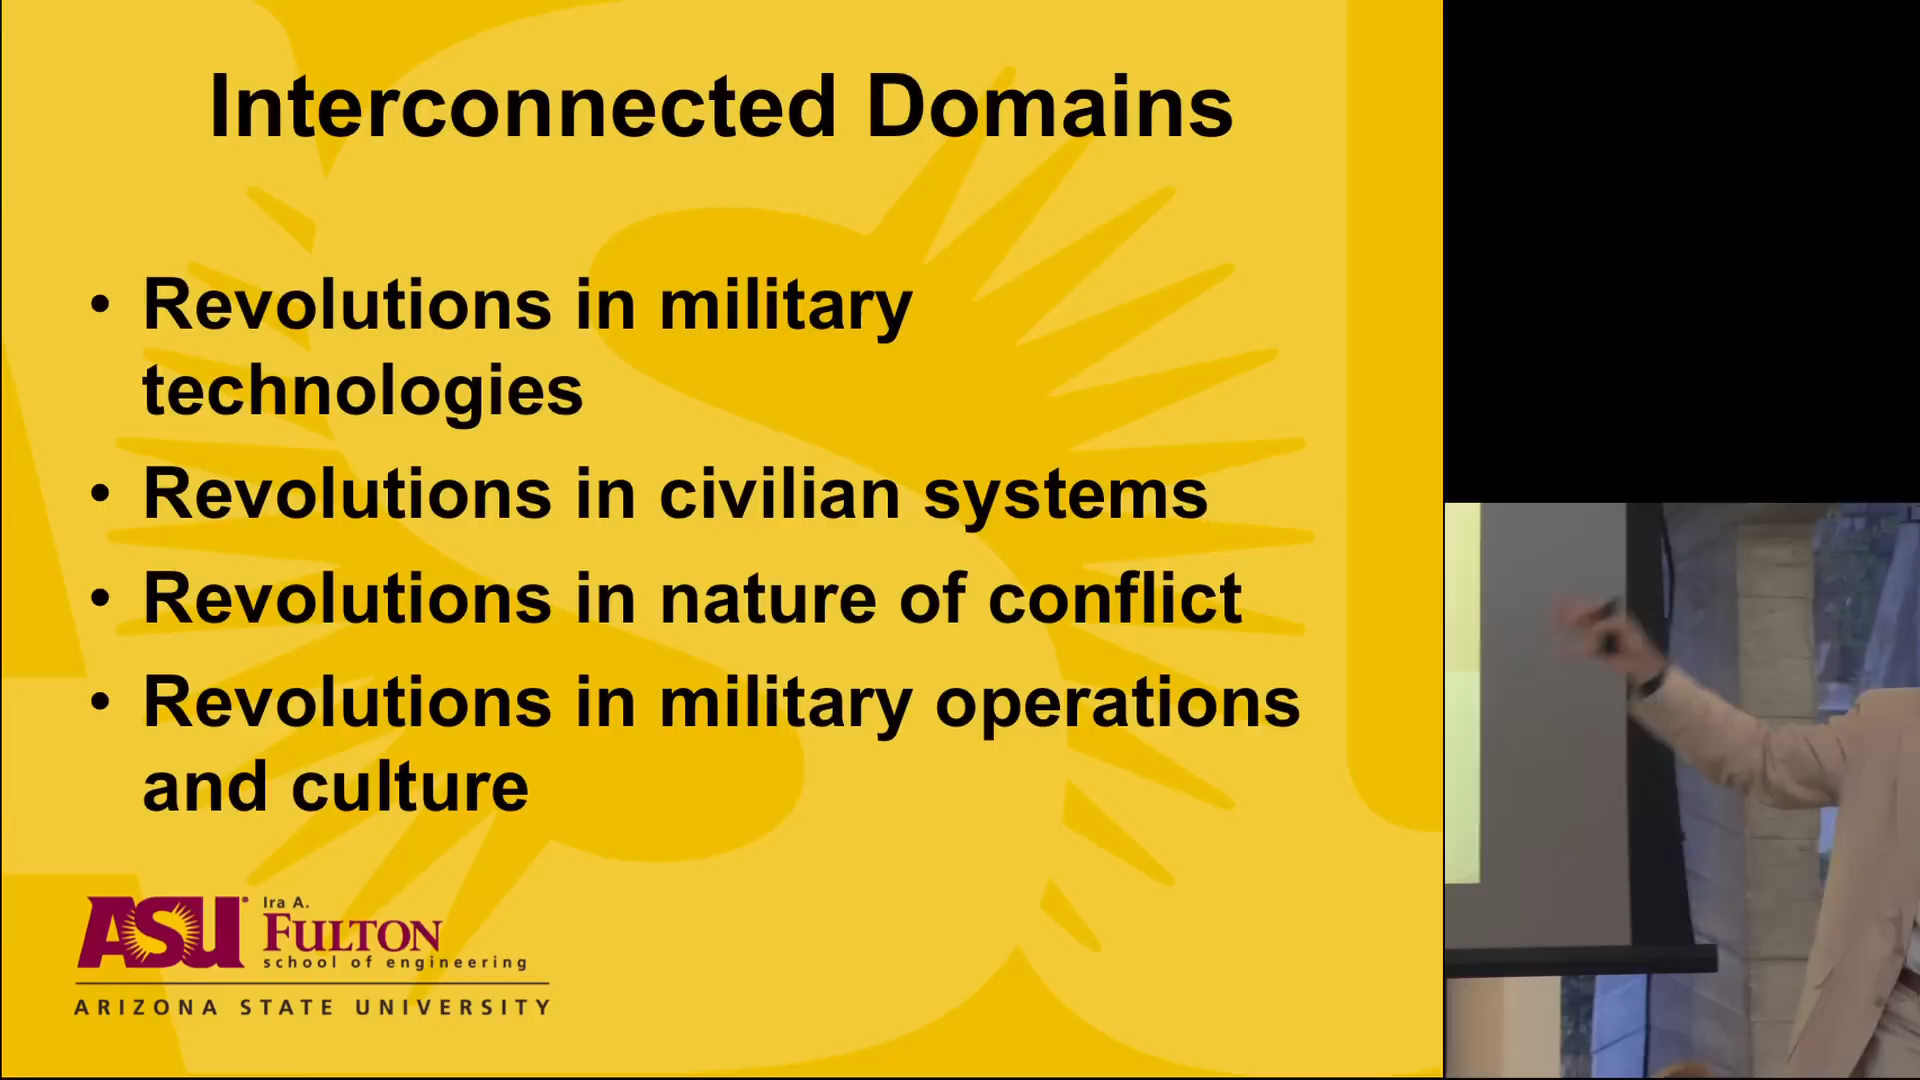 Interconnected Domains
• Revolutions in military
technologies
• Revolutions in civilian systems
• Revolutions in nature of conflict
• Revolutions in military operations
and culture
ASU
Ira A.
FULTON
school of engineering
ARIZONA STATE UNIVERSITY